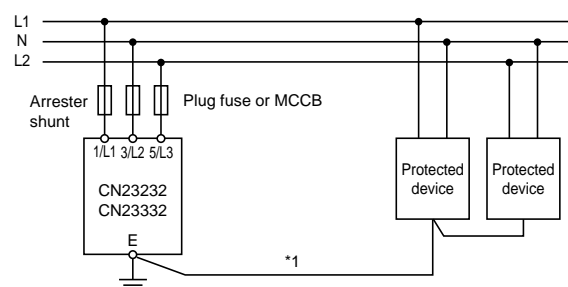 L1
N
L2
Arrester
shunt
Plug fuse or MCCB
1/L1 3/L2 5/L3
CN23232
CN23332
E
Protected
device
Protected
device
*1